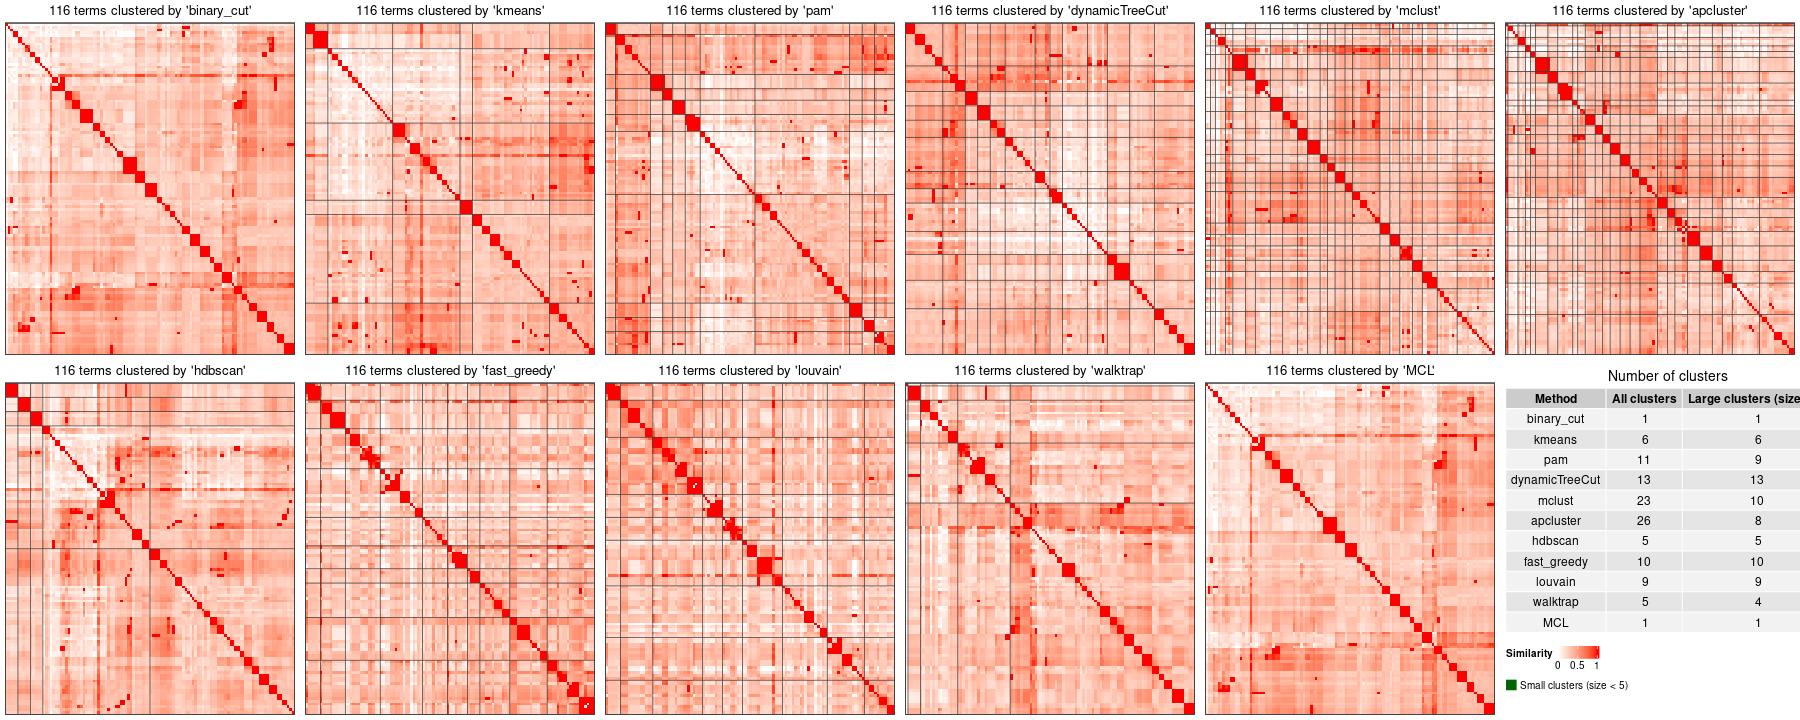 116 terms clustered by 'binary_cut'
116 terms clustered by 'kmeans'
116 terms clustered by 'pam'
116 terms clustered by 'dynamicTreeCut'
116 terms clustered by 'mclust'
116 terms clustered by 'apcluster'
116 terms clustered by 'hdbscan'
116 terms clustered by 'fast_greedy'
116 terms clustered by 'louvain'
116 terms clustered by 'walktrap'
116 terms clustered by 'MCL'
Number of clusters
Method All clusters Large clusters (size
binary_cut 1 1
kmeans 6 6
pam 11 9
dynamicTreeCut 13 13
mclust 23 10
apcluster 26 8
hdbscan 5 5
fast_greedy 10 10
louvain 9 9
walktrap 5 4
MCL 1 1
Similarity
0 0.5 1
Small clusters (size < 5)